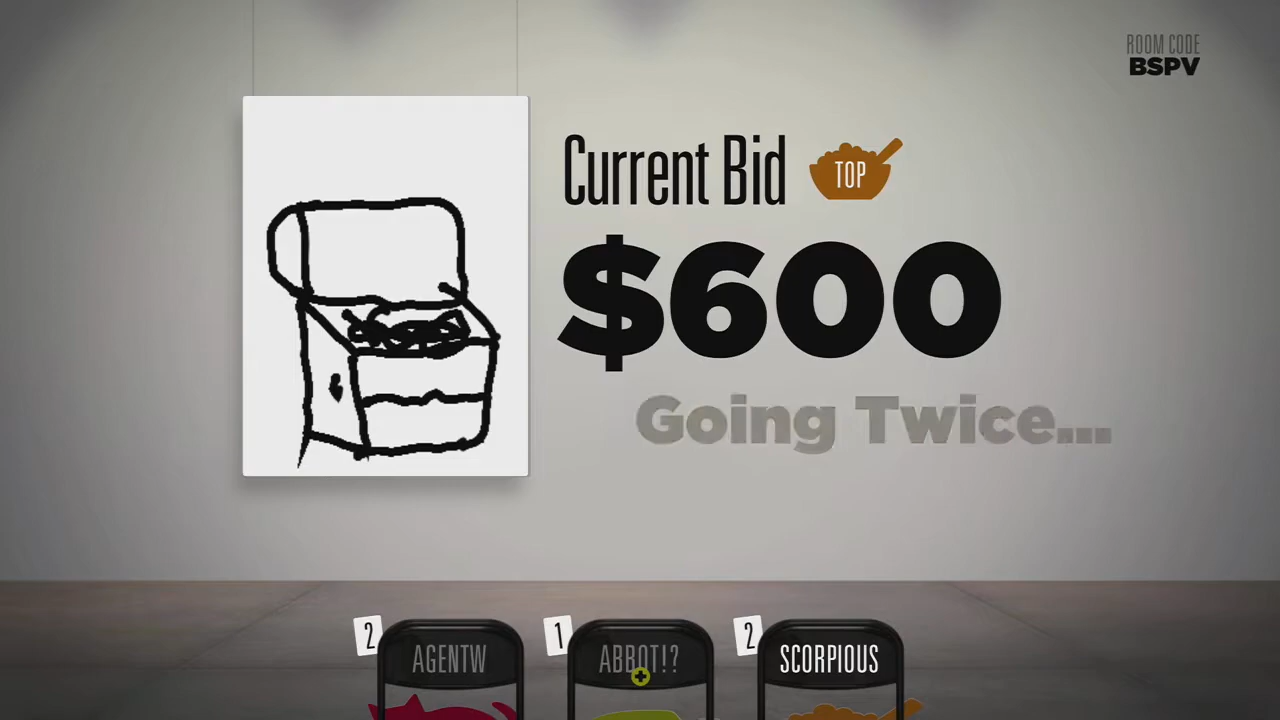 ROOM CODE
BSPV
Current Bid
TOP
$600
Going Twice...
2 AGENTW
1 ABBOT!?
2 SCORPIOUS